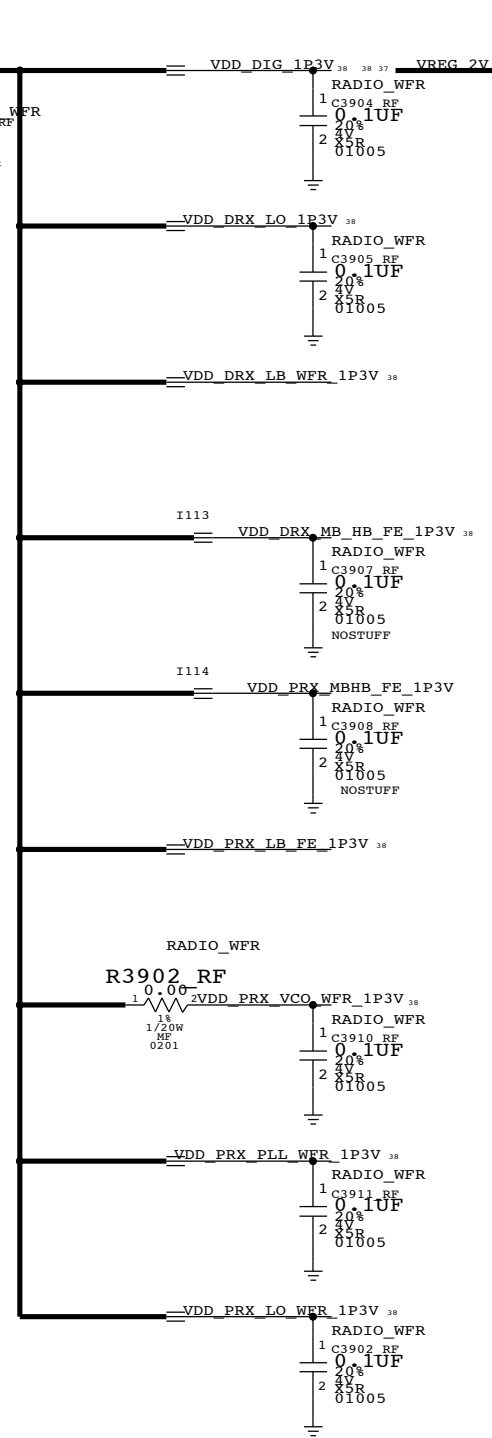 VDD_DIG_1P3V 38 38 37 VREG_2V
RADIO_WFR
1 C3904_RF
0.1UF
20%
4V
X5R
2 01005
WFR
RF
VDD_DRX_LO_1P3V 38
RADIO_WFR
1 C3905_RF
0.1UF
20%
4V
X5R
2 01005
VDD_DRX_LB_WFR_1P3V 38
I113
VDD_DRX_MB_HB_FE_1P3V 38
RADIO_WFR
1 C3907_RF
0.1UF
20%
4V
X5R
2 01005
NOSTUFF
I114
VDD_PRX_MBHB_FE_1P3V
RADIO_WFR
1 C3908_RF
0.1UF
20%
4V
X5R
2 01005
NOSTUFF
VDD_PRX_LB_FE_1P3V 38
RADIO_WFR
R3902_RF
0.00
1 2 VDD_PRX_VCO_WFR_1P3V 38
1%
1/20W
MF
0201
RADIO_WFR
1 C3910_RF
0.1UF
20%
4V
X5R
2 01005
VDD_PRX_PLL_WFR_1P3V 38
RADIO_WFR
1 C3911_RF
0.1UF
20%
4V
X5R
2 01005
VDD_PRX_LO_WFR_1P3V 38
RADIO_WFR
1 C3902_RF
0.1UF
20%
4V
X5R
2 01005